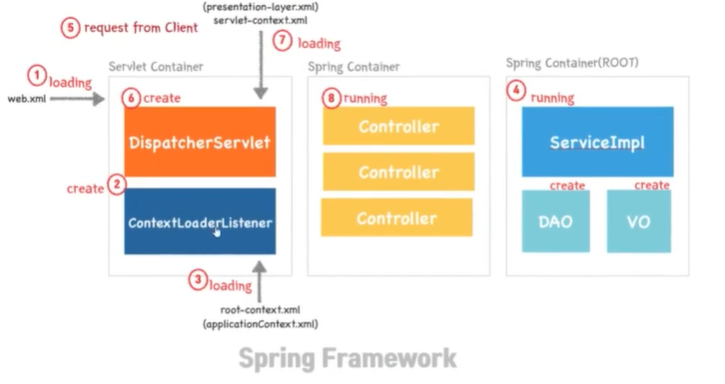 (presentation-layer.xml)
servlet-context.xml
5 request from Client
7 loading
Servlet Container
Spring Container
Spring Container(ROOT)
1 loading
web.xml
6 create
DispatcherServlet
create 2
ContextLoaderListener
3 loading
root-context.xml
(applicationContext.xml)
8 running
Controller
Controller
Controller
4 running
ServiceImpl
create
create
DAO
VO
Spring Framework